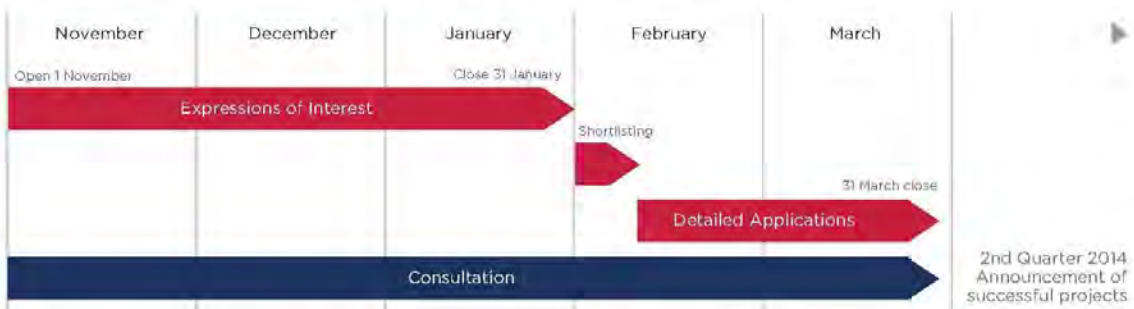 November
December
January
February
March
Open 1 November
Close 31 January
Expressions of Interest
Shortlisting
31 March close
Detailed Applications
Consultation
2nd Quarter 2014
Announcement of
successful projects